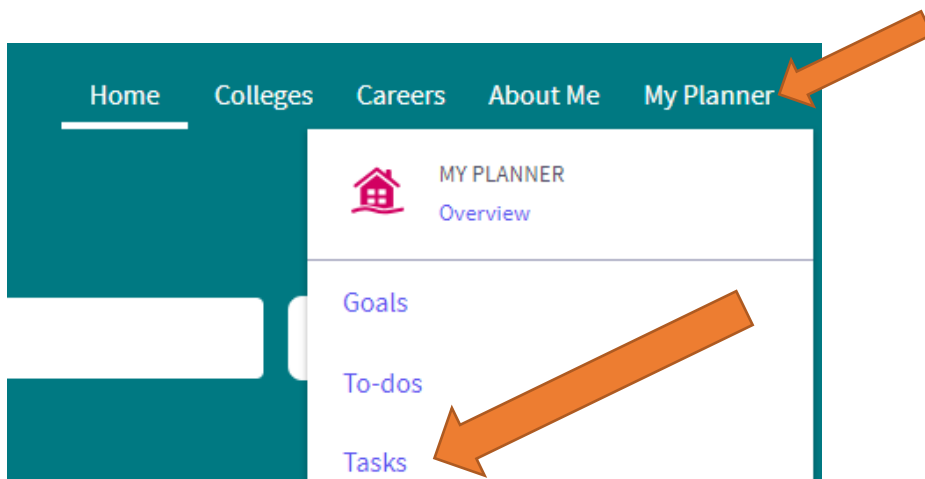 Home Colleges Careers About Me My Planner
MY PLANNER
Overview
Goals
To-dos
Tasks